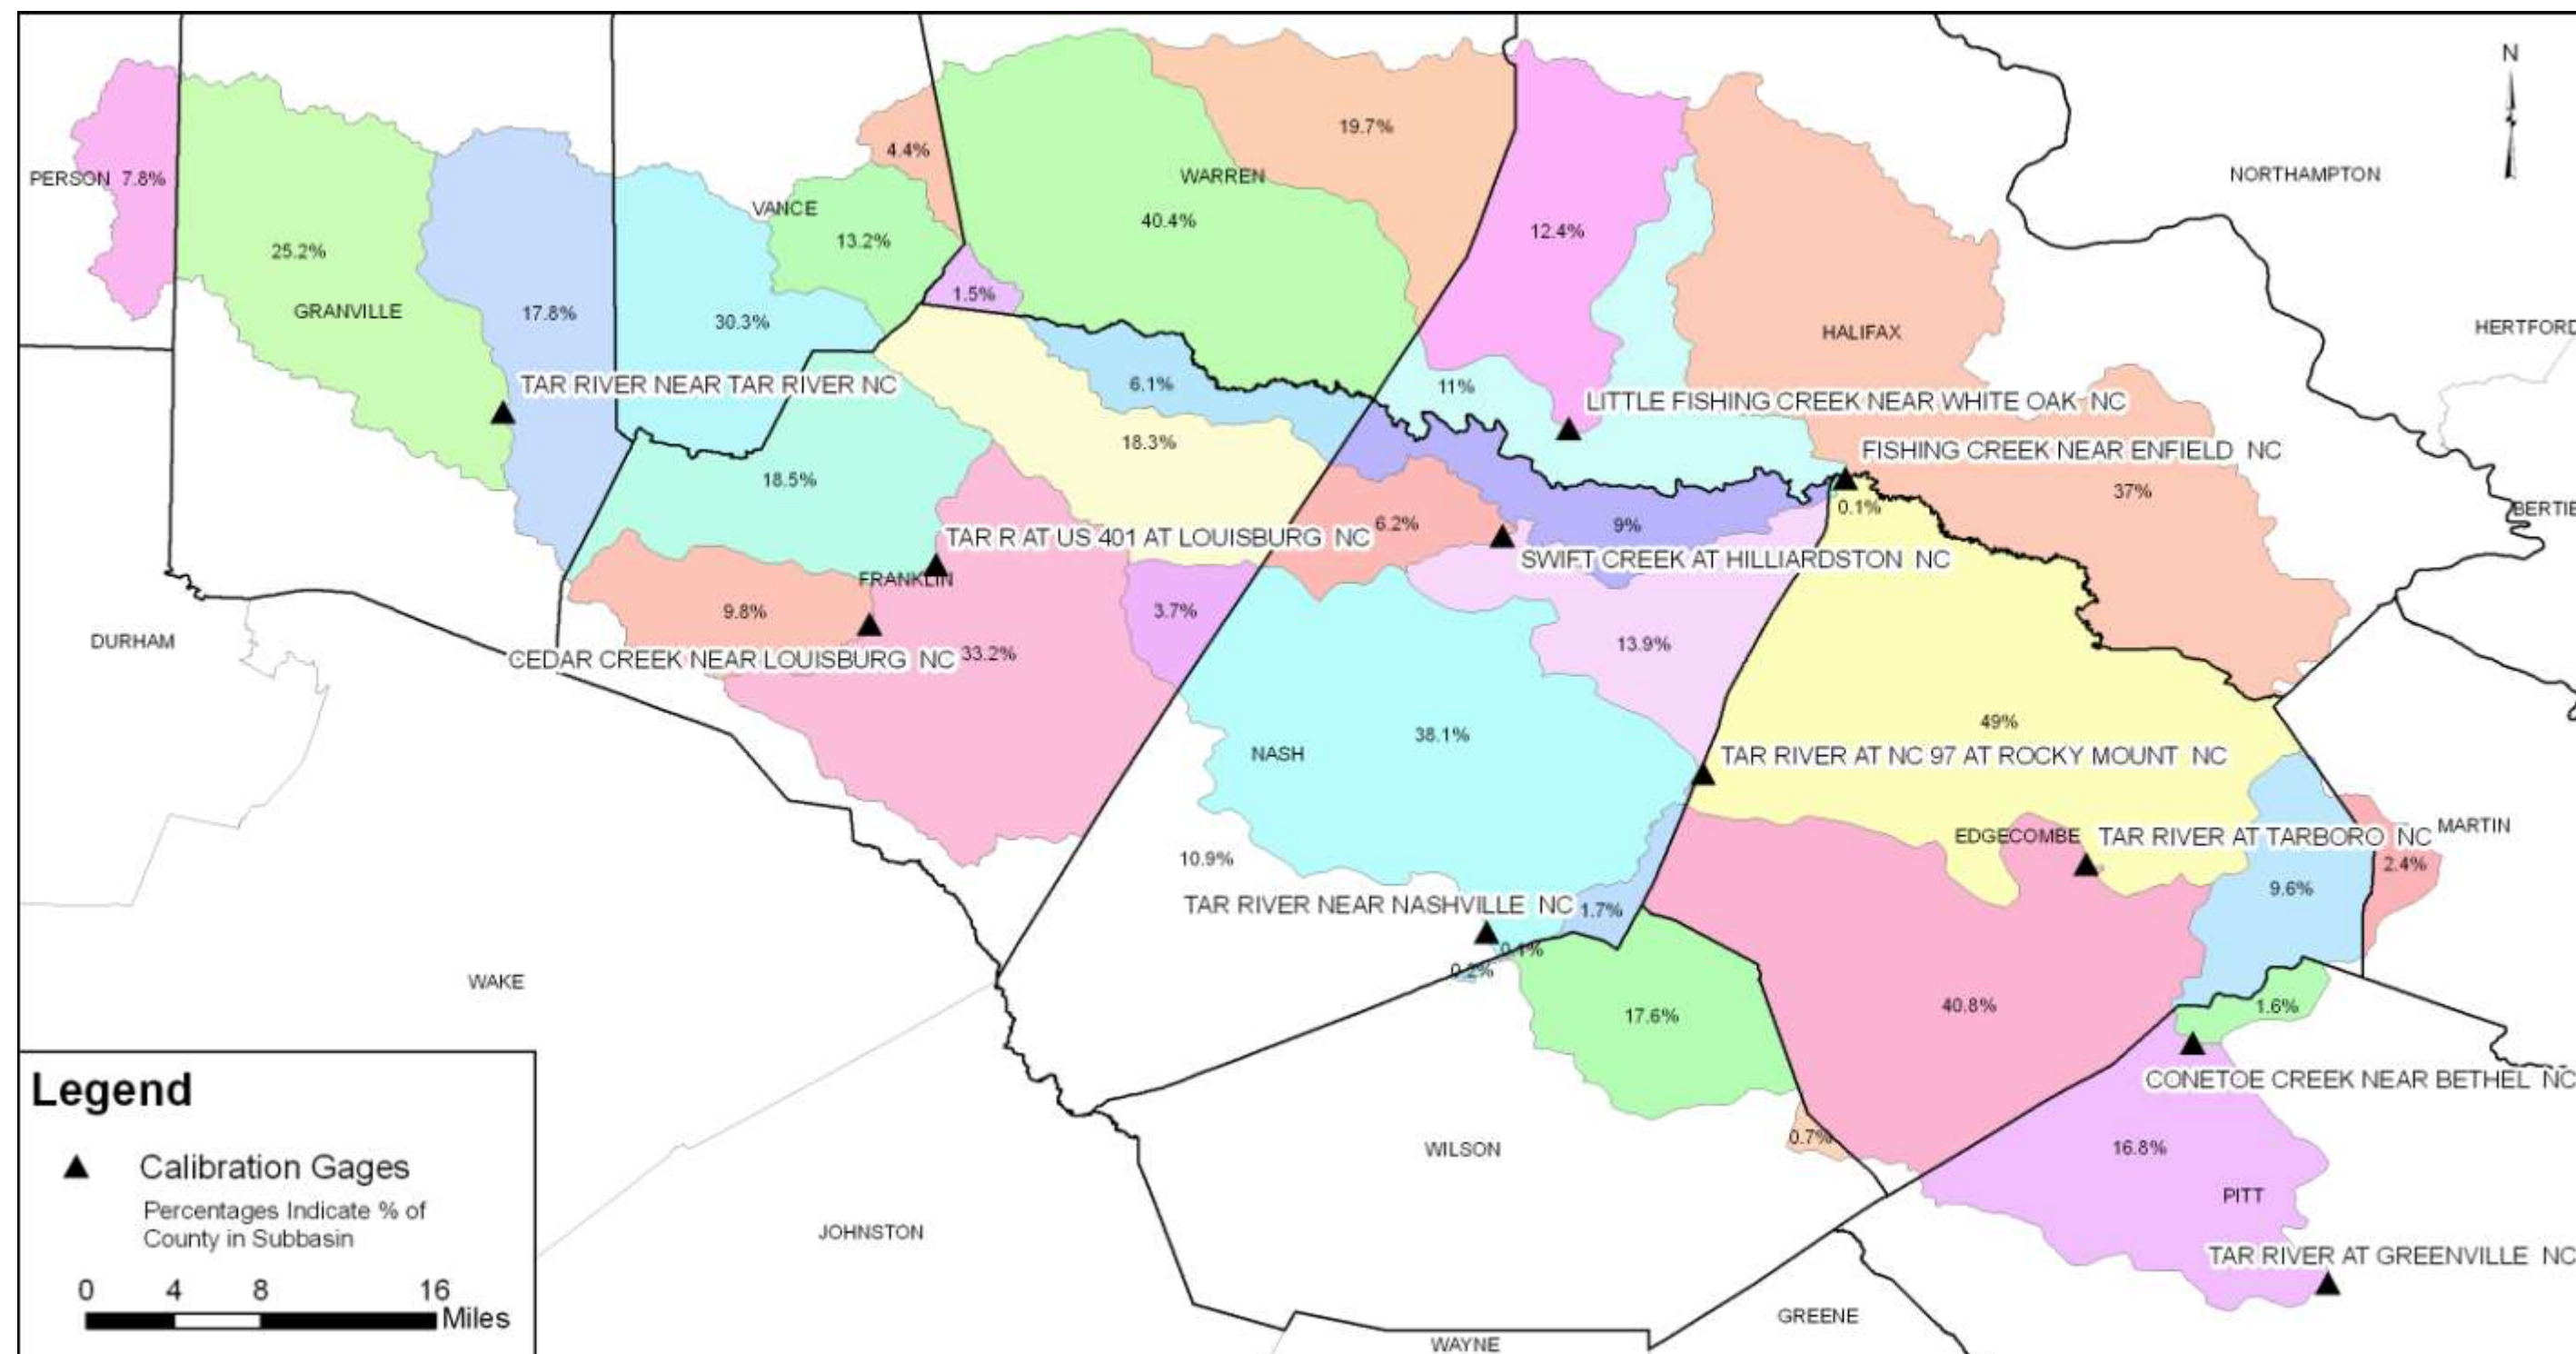 N
19.7%
4.4%
NORTHAMPTON
WARREN
PERSON 7.8%
VANCE
40.4%
12.4%
13.2%
25.2%
1.5%
GRANVILLE
17.8%
30.3%
HERTFORD
HALIFAX
TAR RIVER NEAR TAR RIVER NC
6.1%
11%
LITTLE FISHING CREEK NEAR WHITE OAK NC
18.3%
FISHING CREEK NEAR ENFIELD NC
18.5%
37%
0.1%
BERTIE
6.2%
9%
TAR R AT US 401 AT LOUISBURG NC
SWIFT CREEK AT HILLIARDSTON NC
FRANKLIN
9.8%
3.7%
DURHAM
13.9%
CEDAR CREEK NEAR LOUISBURG NC
33.2%
49%
38.1%
NASH
TAR RIVER AT NC 97 AT ROCKY MOUNT NC
EDGECOMBE
TAR RIVER AT TARBORO NC
MARTIN
10.9%
2.4%
9.6%
TAR RIVER NEAR NASHVILLE NC
1.7%
0.1%
0.2%
WAKE
40.8%
1.6%
17.6%
CONETOE CREEK NEAR BETHEL NC
0.7%
WILSON
16.8%
PITT
JOHNSTON
TAR RIVER AT GREENVILLE NC
GREENE
WAYNE
Legend
Calibration Gages
Percentages Indicate % of
County in Subbasin
0 4 8 16
Miles